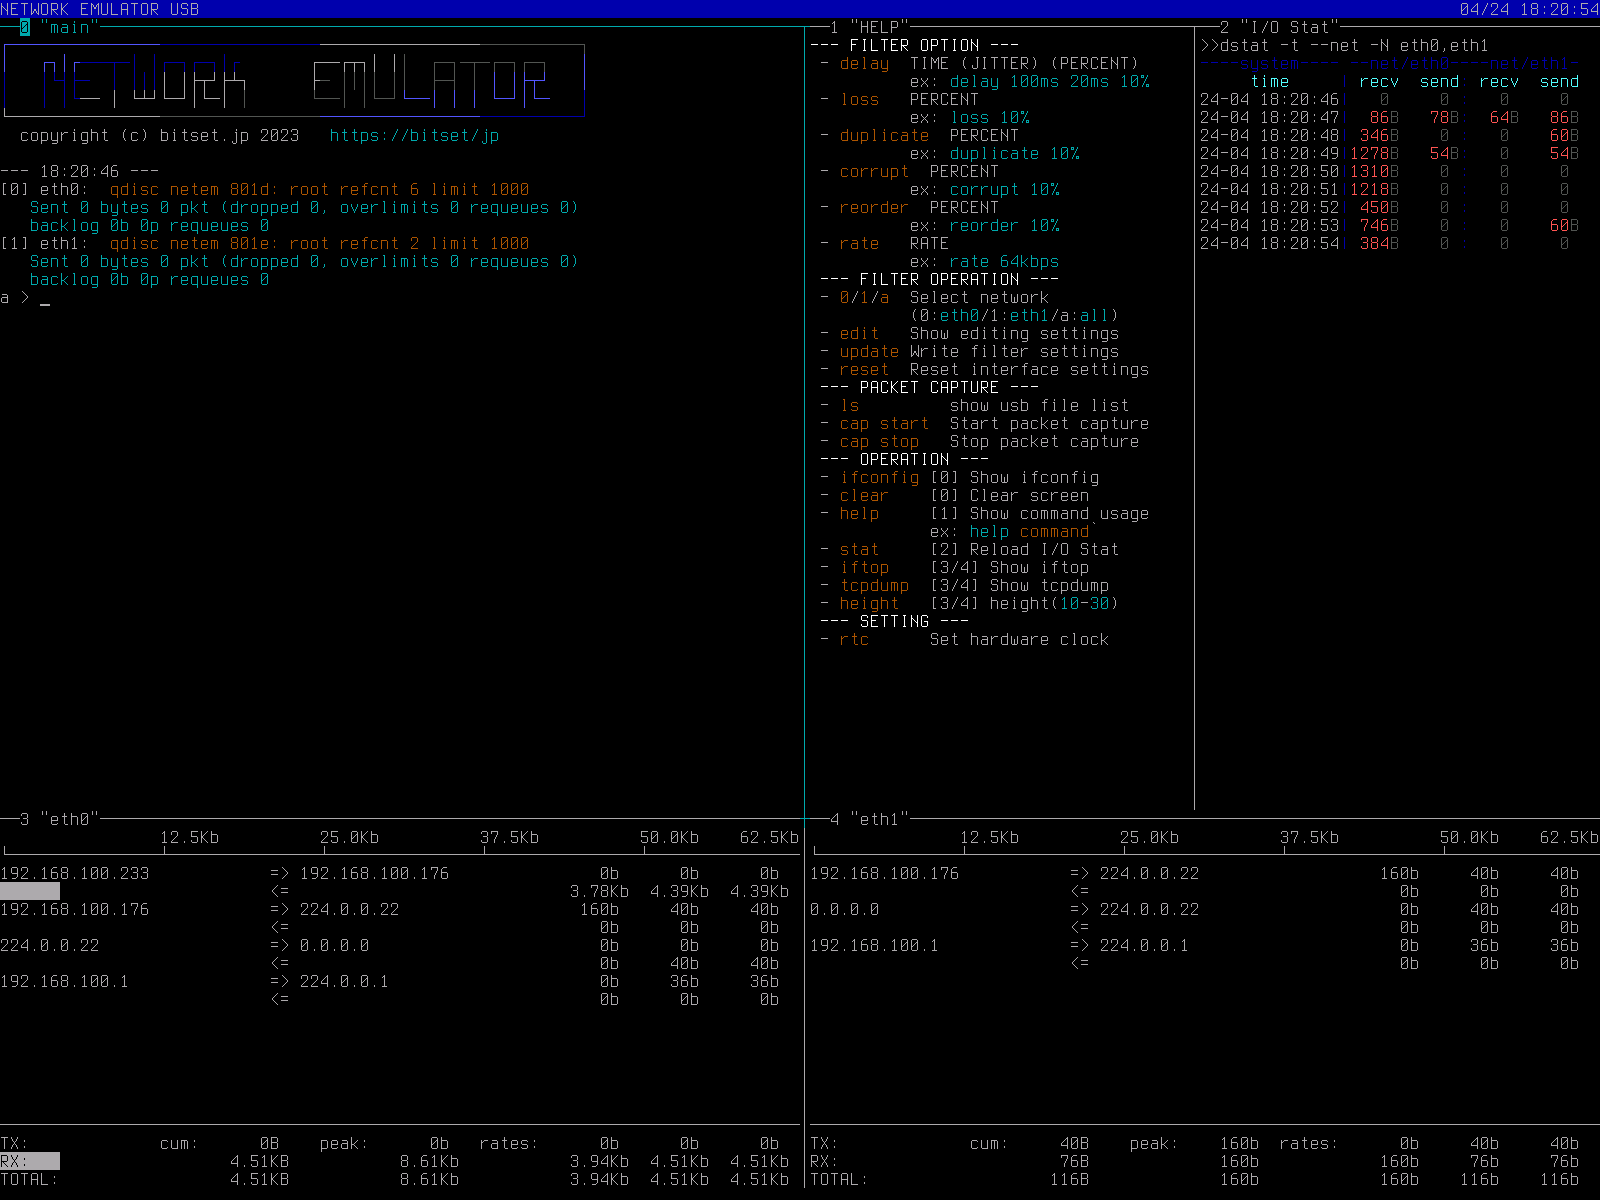 NETWORK EMULATOR USB 04/24 18:20:54
0 "main"
NETWORK EMULATOR
copyright (c) bitset.jp 2023 https://bitset/jp
--- 18:20:46 ---
[0] eth0: qdisc netem 801d: root refcnt 6 limit 1000
Sent 0 bytes 0 pkt (dropped 0, overlimits 0 requeues 0)
backlog 0b 0p requeues 0
[1] eth1: qdisc netem 801e: root refcnt 2 limit 1000
Sent 0 bytes 0 pkt (dropped 0, overlimits 0 requeues 0)
backlog 0b 0p requeues 0
a > _
1 "HELP"
--- FILTER OPTION ---
- delay TIME (JITTER) (PERCENT)
ex: delay 100ms 20ms 10%
- loss PERCENT
ex: loss 10%
- duplicate PERCENT
ex: duplicate 10%
- corrupt PERCENT
ex: corrupt 10%
- reorder PERCENT
ex: reorder 10%
- rate RATE
ex: rate 64kbps
--- FILTER OPERATION ---
- 0/1/a Select network
(0:eth0/1:eth1/a:all)
- edit Show editing settings
- update Write filter settings
- reset Reset interface settings
--- PACKET CAPTURE ---
- ls show usb file list
- cap start Start packet capture
- cap stop Stop packet capture
--- OPERATION ---
- ifconfig [0] Show ifconfig
- clear [0] Clear screen
- help [1] Show command usage
ex: help command`
- stat [2] Reload I/O Stat
- iftop [3/4] Show iftop
- tcpdump [3/4] Show tcpdump
- height [3/4] height(10-30)
--- SETTING ---
- rtc Set hardware clock
2 "I/O Stat"
>>dstat -t --net -N eth0,eth1
----system---- --net/eth0----net/eth1-
time | recv send: recv send
24-04 18:20:46| 0 0 : 0 0
24-04 18:20:47| 86B 78B: 64B 86B
24-04 18:20:48| 346B 0 : 0 60B
24-04 18:20:49|1278B 54B: 0 54B
24-04 18:20:50|1310B 0 : 0 0
24-04 18:20:51|1218B 0 : 0 0
24-04 18:20:52| 450B 0 : 0 0
24-04 18:20:53| 746B 0 : 0 60B
24-04 18:20:54| 384B 0 : 0 0
3 "eth0"
12.5Kb 25.0Kb 37.5Kb 50.0Kb 62.5Kb
192.168.100.233 => 192.168.100.176 0b 0b 0b
<= 3.78Kb 4.39Kb 4.39Kb
192.168.100.176 => 224.0.0.22 160b 40b 40b
<= 0b 0b 0b
224.0.0.22 => 0.0.0.0 0b 0b 0b
<= 0b 40b 40b
192.168.100.1 => 224.0.0.1 0b 36b 36b
<= 0b 0b 0b
TX: cum: 0B peak: 0b rates: 0b 0b 0b
RX: 4.51KB 8.61Kb 3.94Kb 4.51Kb 4.51Kb
TOTAL: 4.51KB 8.61Kb 3.94Kb 4.51Kb 4.51Kb
4 "eth1"
12.5Kb 25.0Kb 37.5Kb 50.0Kb 62.5Kb
192.168.100.176 => 224.0.0.22 160b 40b 40b
<= 0b 0b 0b
0.0.0.0 => 224.0.0.22 0b 40b 40b
<= 0b 0b 0b
192.168.100.1 => 224.0.0.1 0b 36b 36b
<= 0b 0b 0b
TX: cum: 40B peak: 160b rates: 0b 40b 40b
RX: 76B 160b 160b 76b 76b
TOTAL: 116B 160b 160b 116b 116b